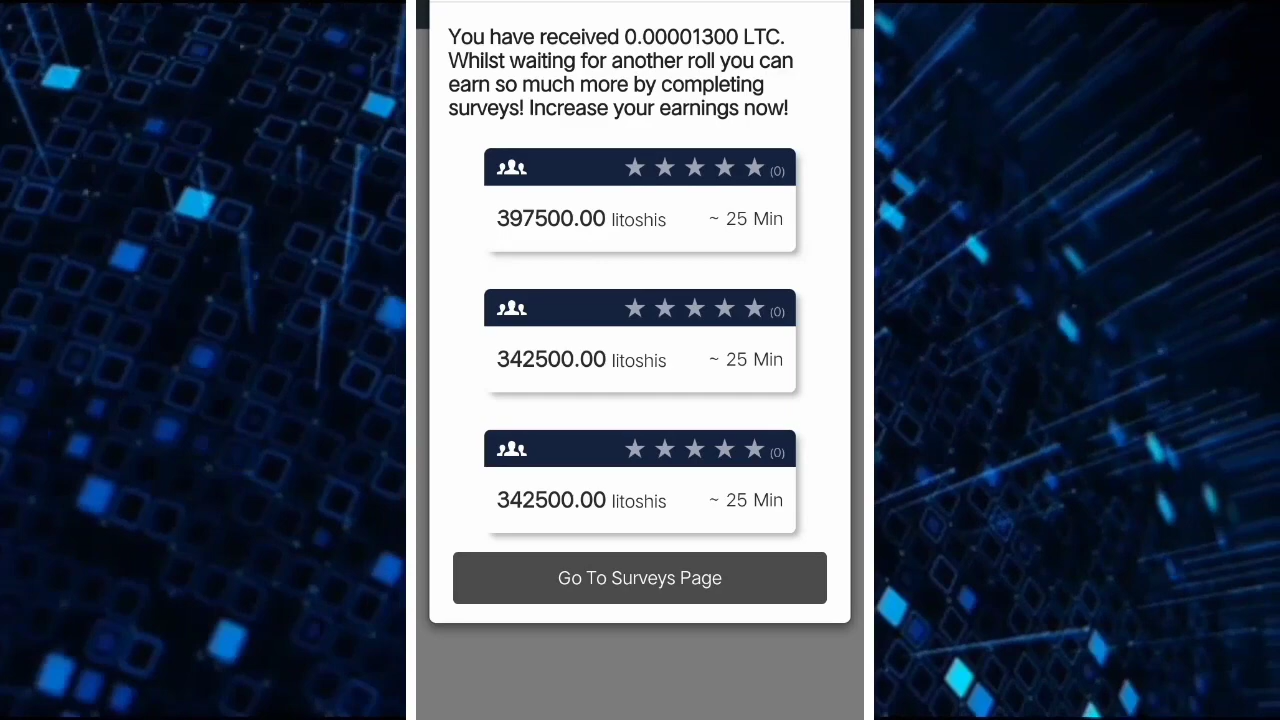 You have received 0.00001300 LTC.
Whilst waiting for another roll you can
earn so much more by completing
surveys! Increase your earnings now!
(0)
397500.00 litoshis ~ 25 Min
(0)
342500.00 litoshis ~ 25 Min
(0)
342500.00 litoshis ~ 25 Min
Go To Surveys Page